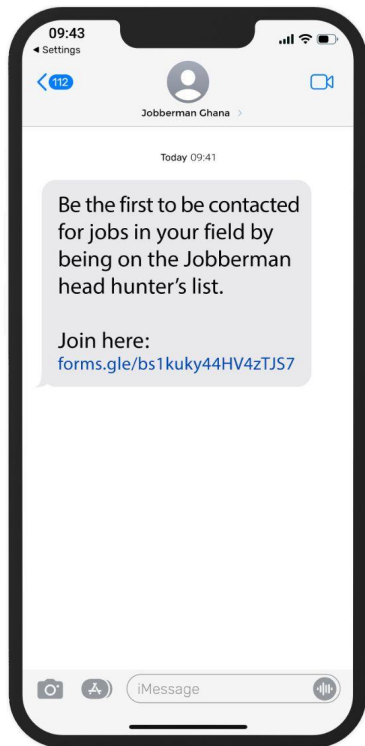 09:43
Settings
112
Jobberman Ghana
Today 09:41
Be the first to be contacted
for jobs in your field by
being on the Jobberman
head hunter's list.
Join here:
forms.gle/bs1kuky44HV4zTJS7
iMessage